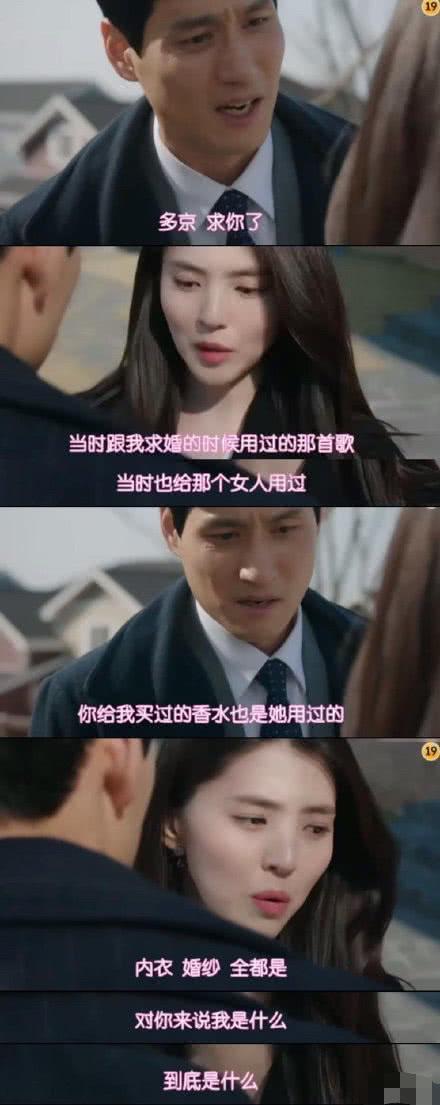 19
多京 求你了
当时跟我求婚的时候用过的那首歌
当时也给那个女人用过
你给我买过的香水也是她用过的
19
内衣 婚纱 全都是
对你来说我是什么
到底是什么